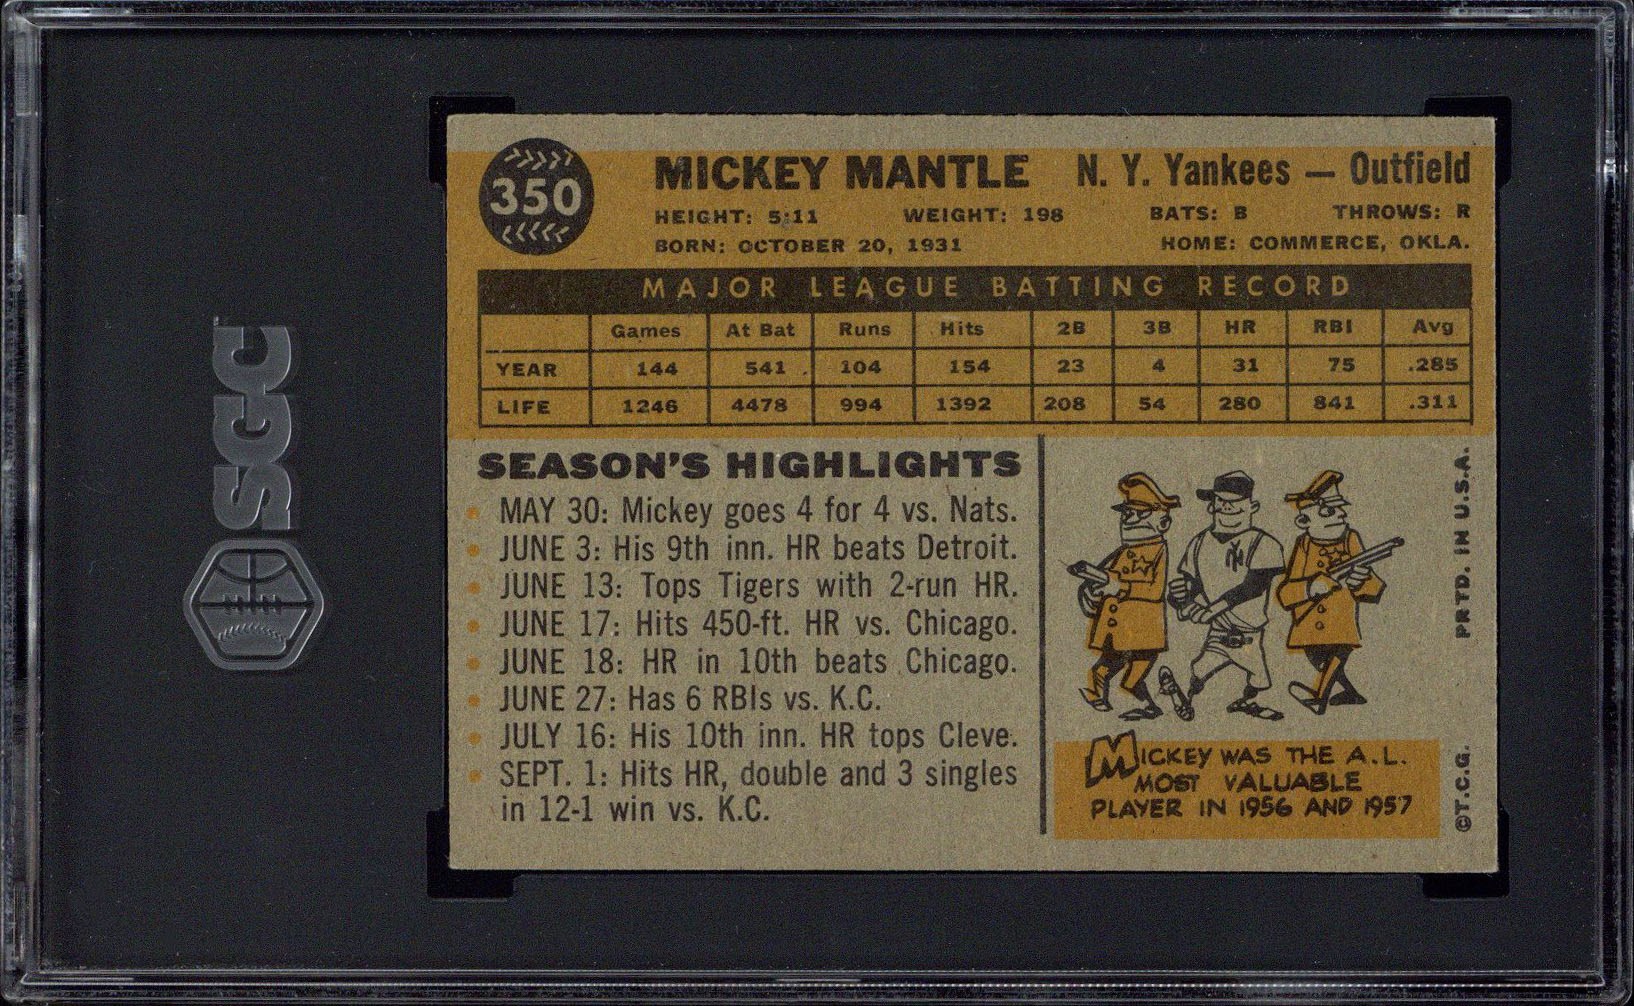 SGC
350
MICKEY MANTLE N. Y. Yankees — Outfield
HEIGHT: 5:11 WEIGHT: 198 BATS: B THROWS: R
BORN: OCTOBER 20, 1931 HOME: COMMERCE, OKLA.
MAJOR LEAGUE BATTING RECORD
Games At Bat Runs Hits 2B 3B HR RBI Avg
YEAR 144 541 104 154 23 4 31 75 .285
LIFE 1246 4478 994 1392 208 54 280 841 .311
SEASON'S HIGHLIGHTS
MAY 30: Mickey goes 4 for 4 vs. Nats.
JUNE 3: His 9th inn. HR beats Detroit.
JUNE 13: Tops Tigers with 2-run HR.
JUNE 17: Hits 450-ft. HR vs. Chicago.
JUNE 18: HR in 10th beats Chicago.
JUNE 27: Has 6 RBIs vs. K.C.
JULY 16: His 10th inn. HR tops Cleve.
SEPT. 1: Hits HR, double and 3 singles
in 12-1 win vs. K.C.
NY
MICKEY WAS THE A.L.
MOST VALUABLE
PLAYER IN 1956 AND 1957
©T.C.G. PRTD. IN U.S.A.